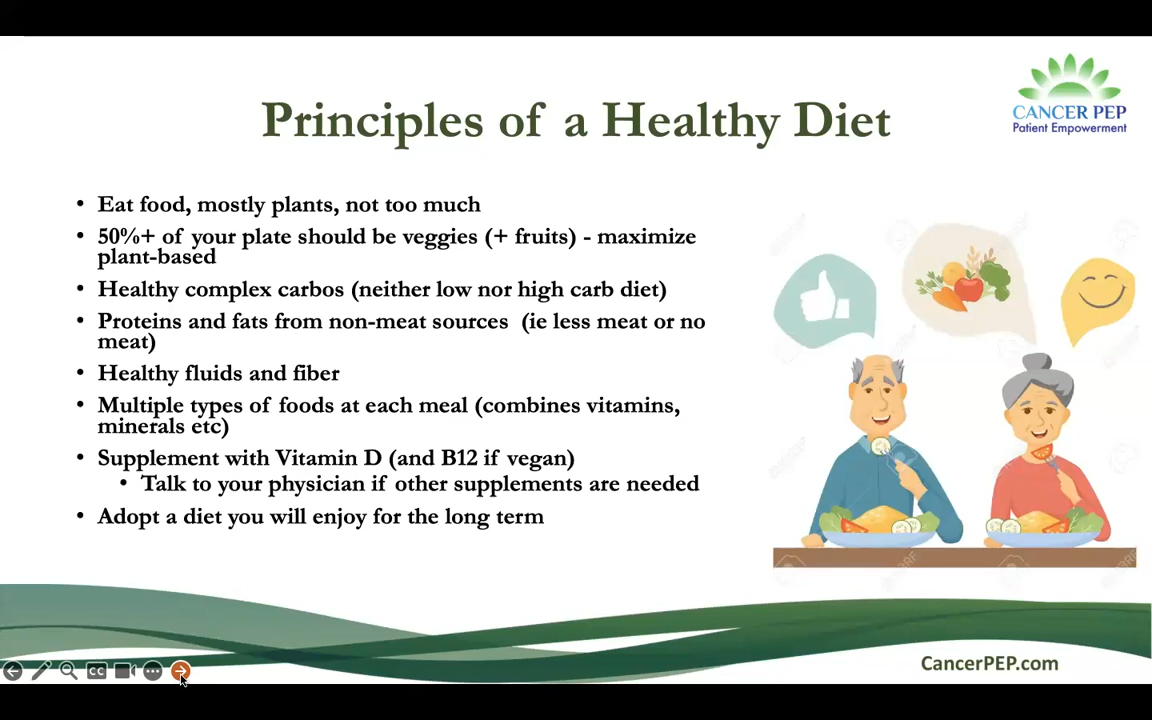 CANCER PEP
Patient Empowerment
Principles of a Healthy Diet
• Eat food, mostly plants, not too much
• 50%+ of your plate should be veggies (+ fruits) - maximize
plant-based
• Healthy complex carbos (neither low nor high carb diet)
• Proteins and fats from non-meat sources (ie less meat or no
meat)
• Healthy fluids and fiber
• Multiple types of foods at each meal (combines vitamins,
minerals etc)
• Supplement with Vitamin D (and B12 if vegan)
• Talk to your physician if other supplements are needed
• Adopt a diet you will enjoy for the long term
CC
CancerPEP.com